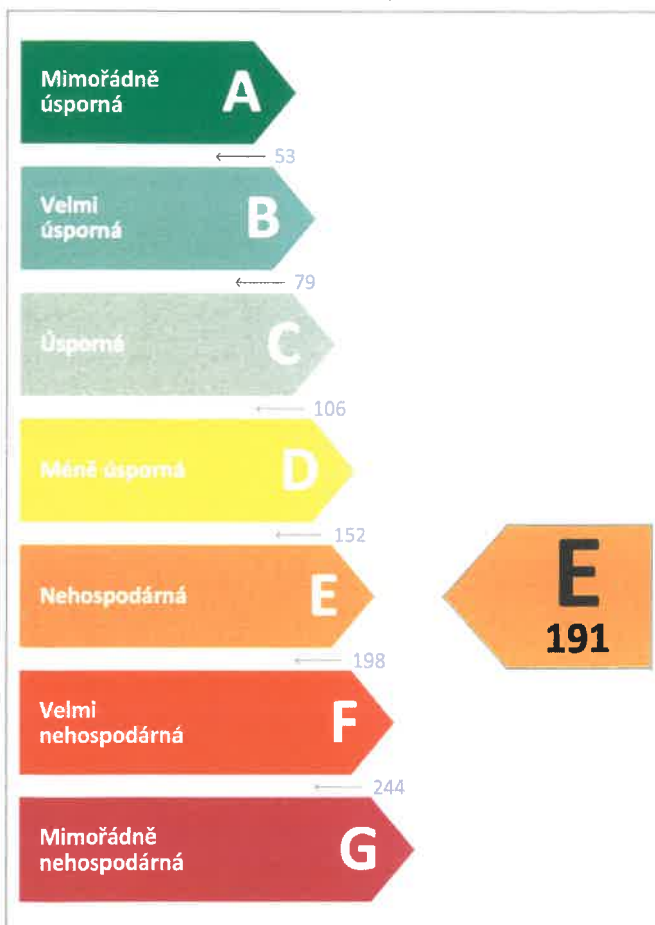 Mimořádně
úsporná
A
53
Velmi
úsporná
B
79
Úsporná
C
106
Méně úsporná
D
152
Nehospodárná
E
E
191
198
Velmi
nehospodárná
F
244
Mimořádně
nehospodárná
G